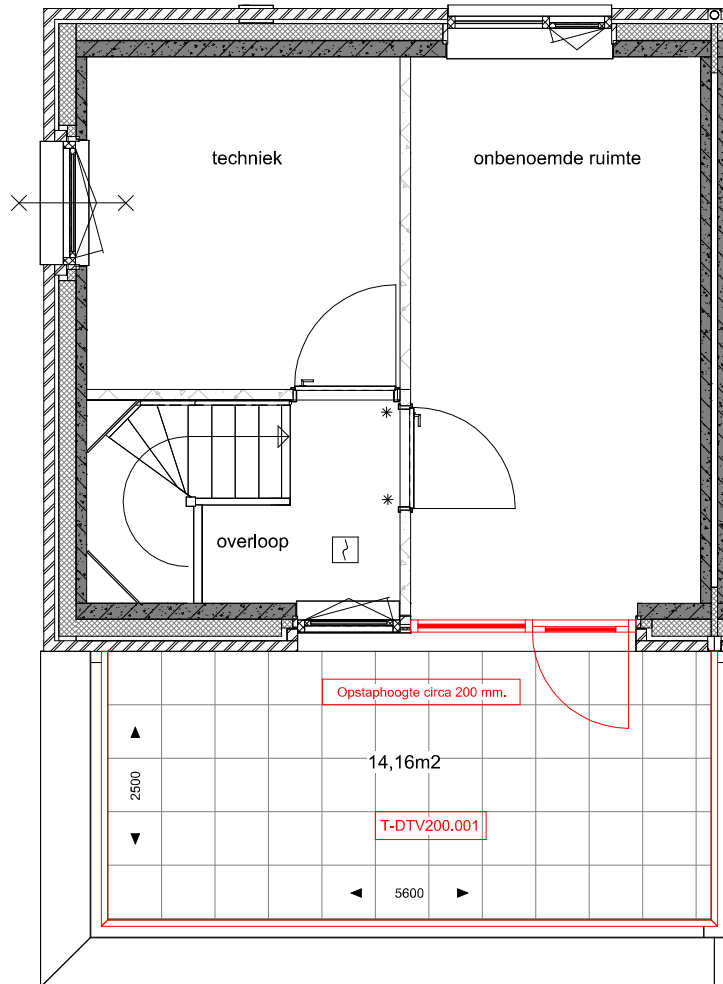 techniek
onbenoemde ruimte
overloop
Opstaphoogte circa 200 mm.
14,16m2
2500
T-DTV200.001
5600